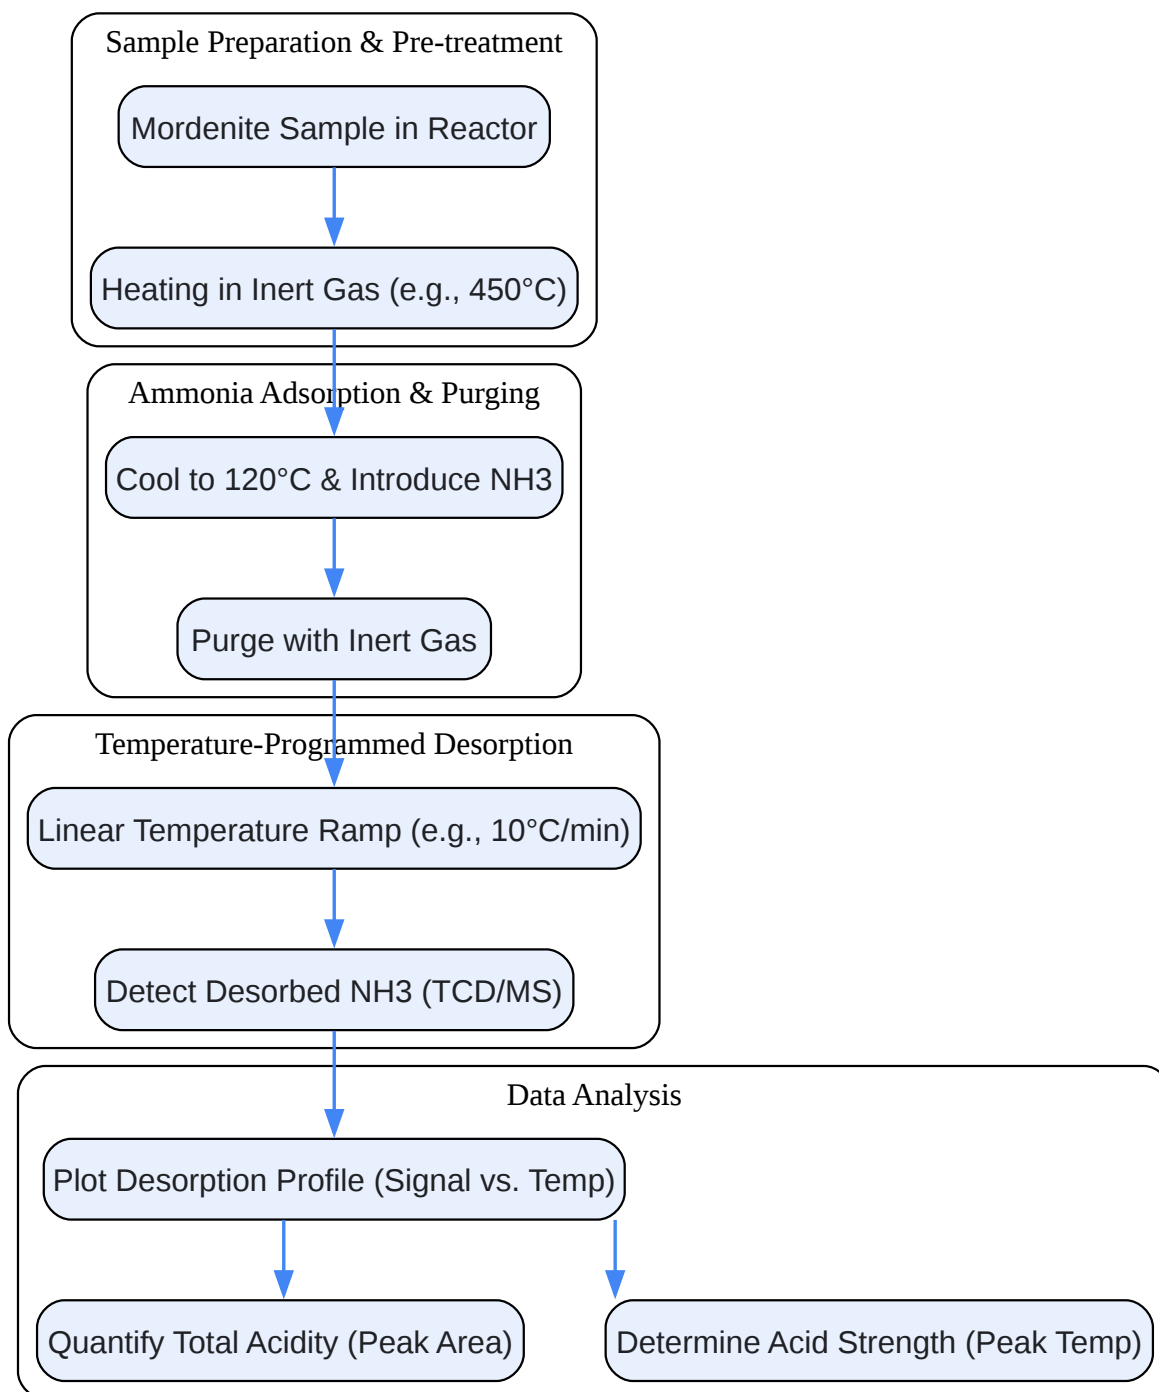 Sample Preparation & Pre-treatment
Mordenite Sample in Reactor
Heating in Inert Gas (e.g., 450°C)
Ammonia Adsorption & Purging
Cool to 120°C & Introduce NH3
Purge with Inert Gas
Temperature-Programmed Desorption
Linear Temperature Ramp (e.g., 10°C/min)
Detect Desorbed NH3 (TCD/MS)
Data Analysis
Plot Desorption Profile (Signal vs. Temp)
Quantify Total Acidity (Peak Area)
Determine Acid Strength (Peak Temp)